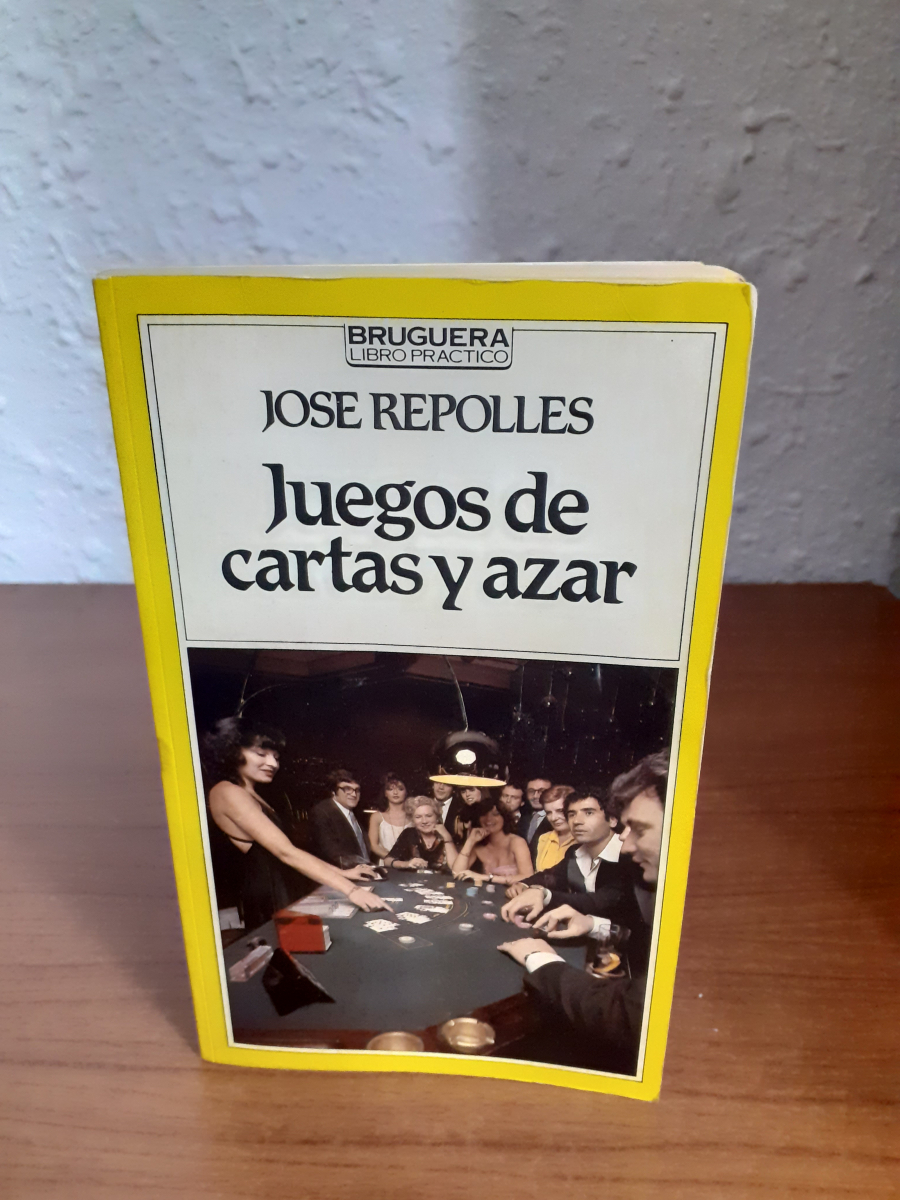 BRUGUERA
LIBRO PRACTICO
JOSE REPOLLES
Juegos de
cartas y azar